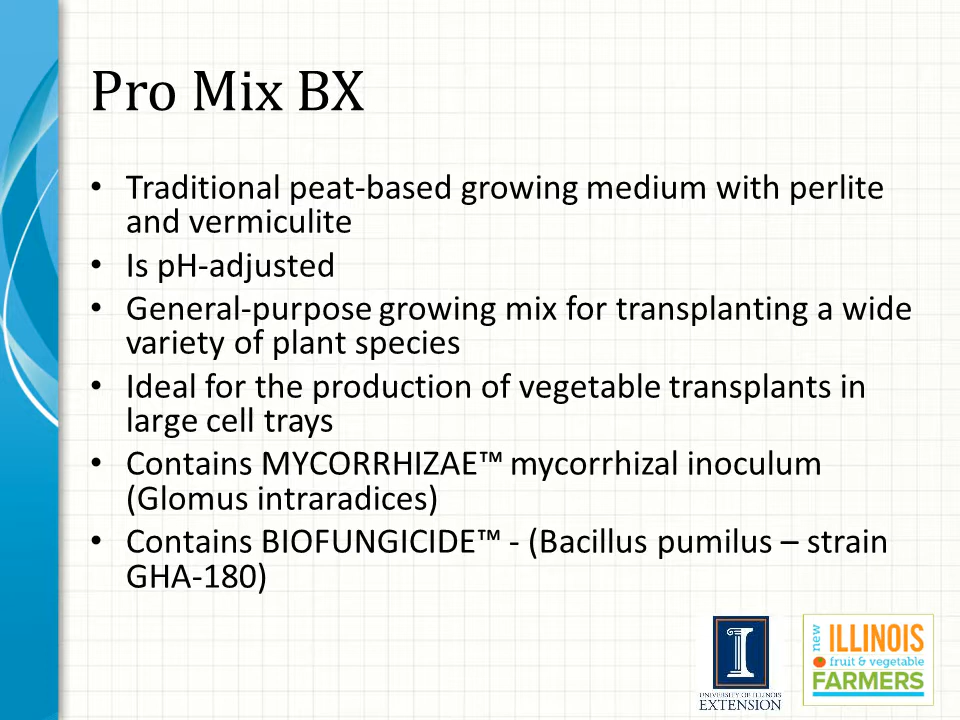 Pro Mix BX
• Traditional peat-based growing medium with perlite
and vermiculite
• Is pH-adjusted
• General-purpose growing mix for transplanting a wide
variety of plant species
• Ideal for the production of vegetable transplants in
large cell trays
• Contains MYCORRHIZAE™ mycorrhizal inoculum
(Glomus intraradices)
• Contains BIOFUNGICIDE™ - (Bacillus pumilus – strain
GHA-180)
I
UNIVERSITY OF ILLINOIS
EXTENSION
new
ILLINOIS
fruit & vegetable
FARMERS